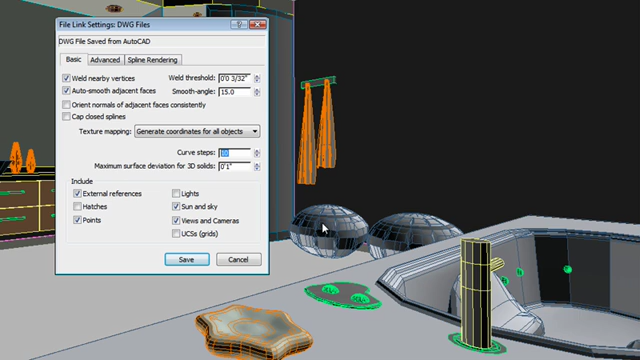 File Link Settings: DWG Files
DWG File Saved from AutoCAD
Basic Advanced Spline Rendering
Weld nearby vertices Weld threshold: 0'0 3/32"
Auto-smooth adjacent faces Smooth-angle: 15.0
Orient normals of adjacent faces consistently
Cap closed splines
Texture mapping: Generate coordinates for all objects
Curve steps: 10
Maximum surface deviation for 3D solids: 0'1"
Include
External references Lights
Hatches Sun and sky
Points Views and Cameras
UCSs (grids)
Save Cancel